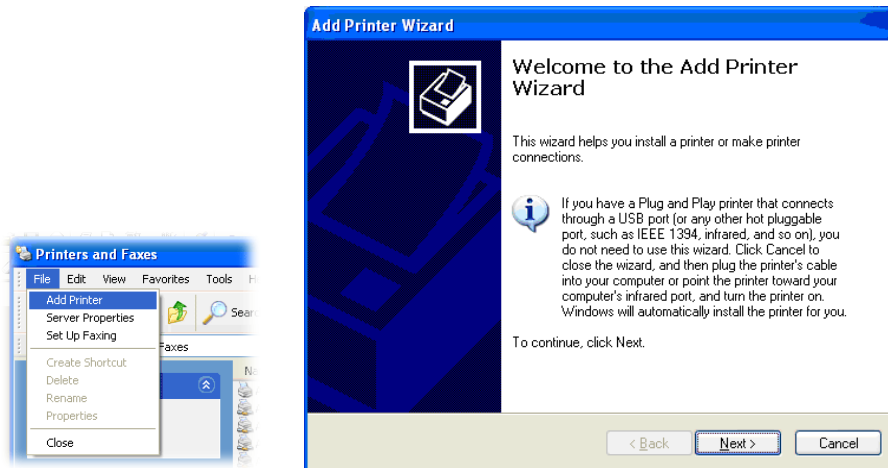 Printers and Faxes
File Edit View Favorites Tools
Add Printer
Server Properties
Set Up Faxing
Create Shortcut
Delete
Rename
Properties
Close
Faxes
Add Printer Wizard
Welcome to the Add Printer
Wizard
This wizard helps you install a printer or make printer
connections.
If you have a Plug and Play printer that connects
through a USB port (or any other hot pluggable
port, such as IEEE 1394, infrared, and so on), you
do not need to use this wizard. Click Cancel to
close the wizard, and then plug the printer's cable
into your computer or point the printer toward your
computer's infrared port, and turn the printer on.
Windows will automatically install the printer for you.
To continue, click Next.
< Back Next > Cancel